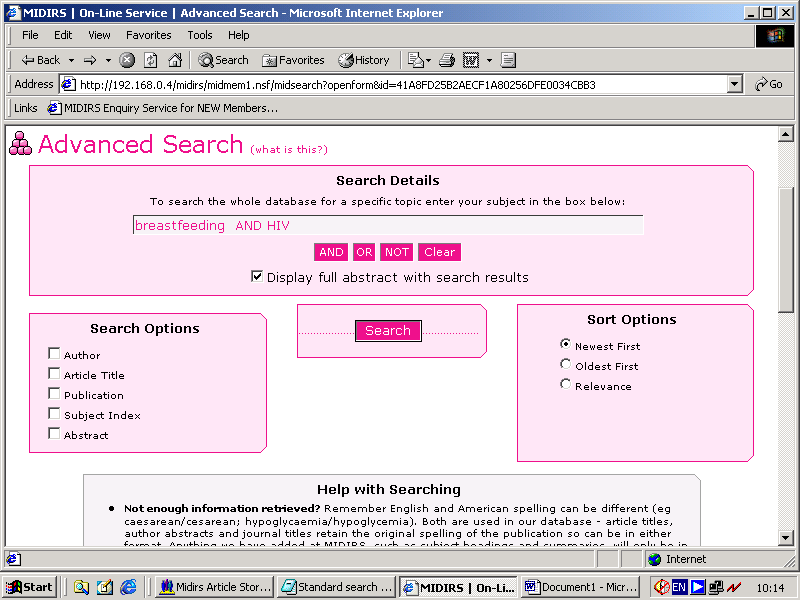 MIDIRS | On-Line Service | Advanced Search - Microsoft Internet Explorer
File Edit View Favorites Tools Help
Back Search Favorites History
Address http://192.168.0.4/midirs/midmem1.nsf/midsearch?openform&id=41A8FD25B2AECF1A80256DFE0034CBB3 Go
Links MIDIRS Enquiry Service for NEW Members...
Advanced Search (what is this?)
Search Details
To search the whole database for a specific topic enter your subject in the box below:
breastfeeding AND HIV
AND OR NOT Clear
Display full abstract with search results
Search Options
Author
Article Title
Publication
Subject Index
Abstract
Search
Sort Options
Newest First
Oldest First
Relevance
Help with Searching
• Not enough information retrieved? Remember English and American spelling can be different (eg
caesarean/cesarean; hypoglycaemia/hypoglycemia). Both are used in our database - article titles,
author abstracts and journal titles retain the original spelling of the publication so can be in either
format. Anything we have added at MIDIRS, such as subject headings and summaries, will only be in
Internet
Start Midirs Article Stor... Standard search ... MIDIRS | On-Li... Document1 - Micr... EN 10:14